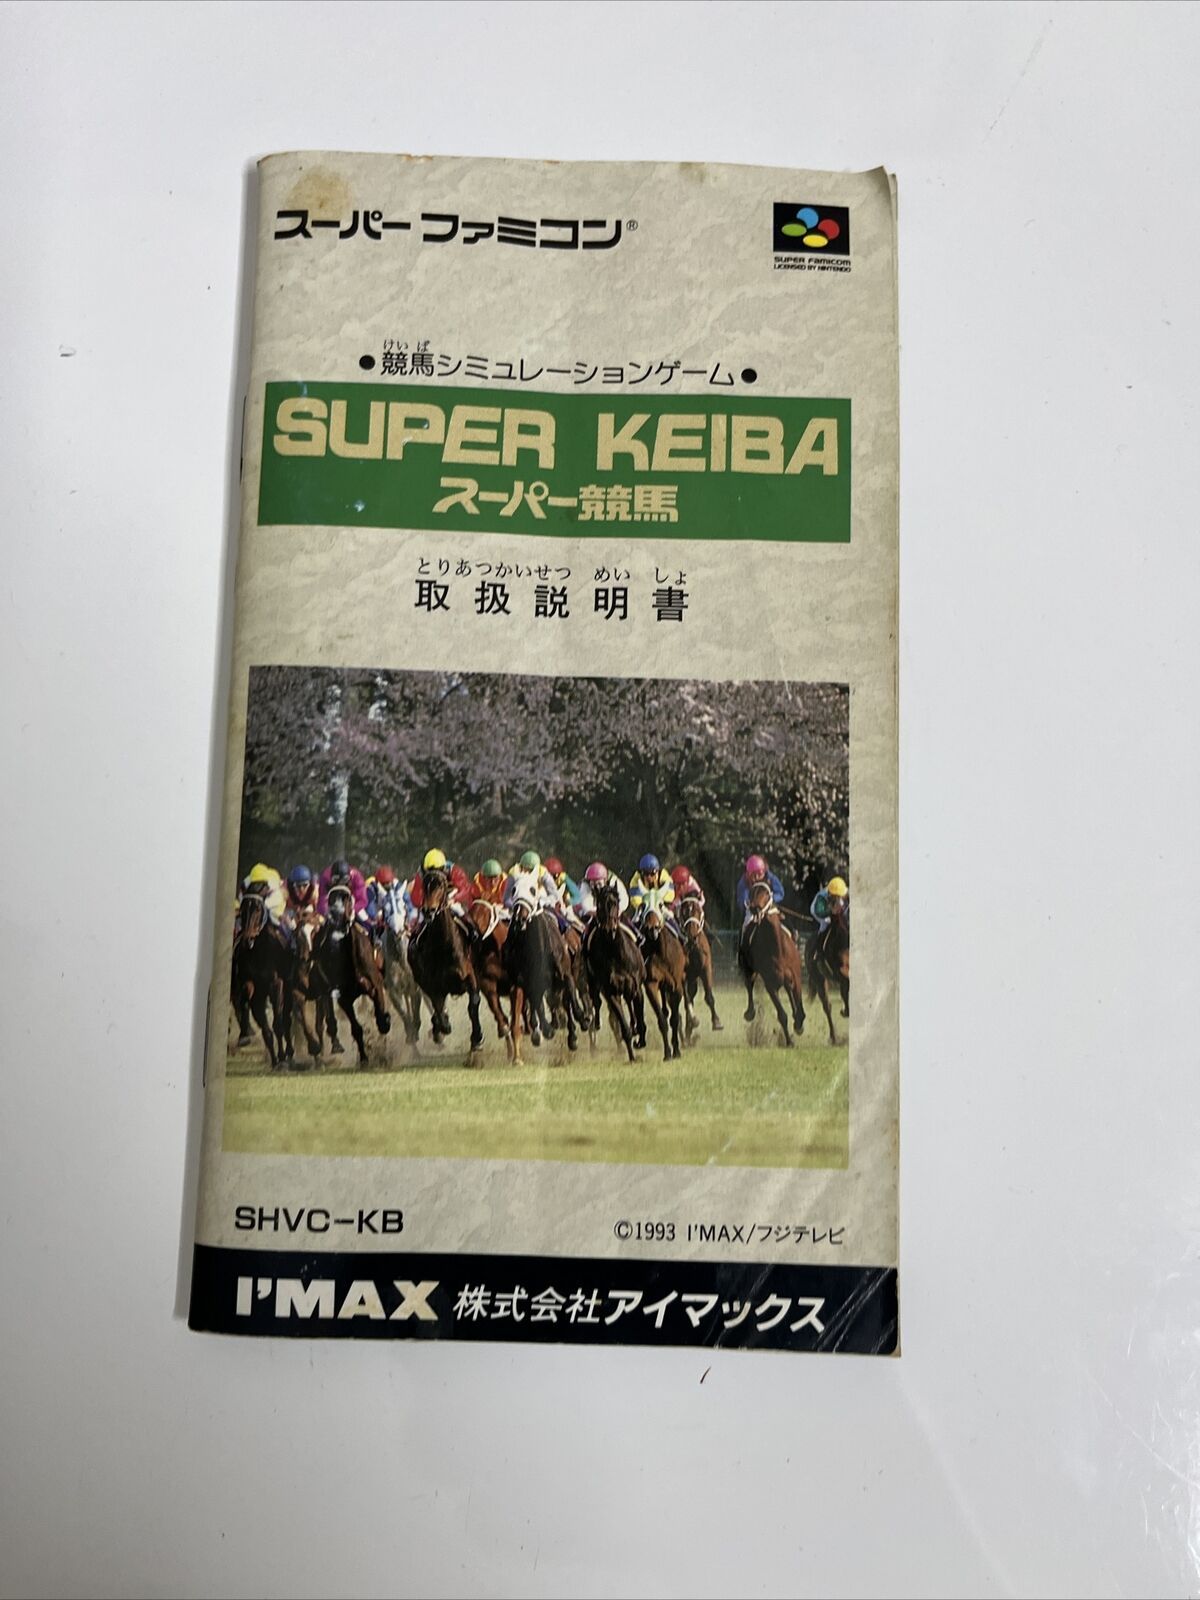 スーパーファミコン®
SUPER FAMICOM
LICENSED BY NINTENDO
けいば
●競馬シミュレーションゲーム●
SUPER KEIBA
スーパー競馬
とりあつかいせつ めい しょ
取扱説明書
SHVC-KB
©1993 I'MAX/フジテレビ
I'MAX 株式会社アイマックス